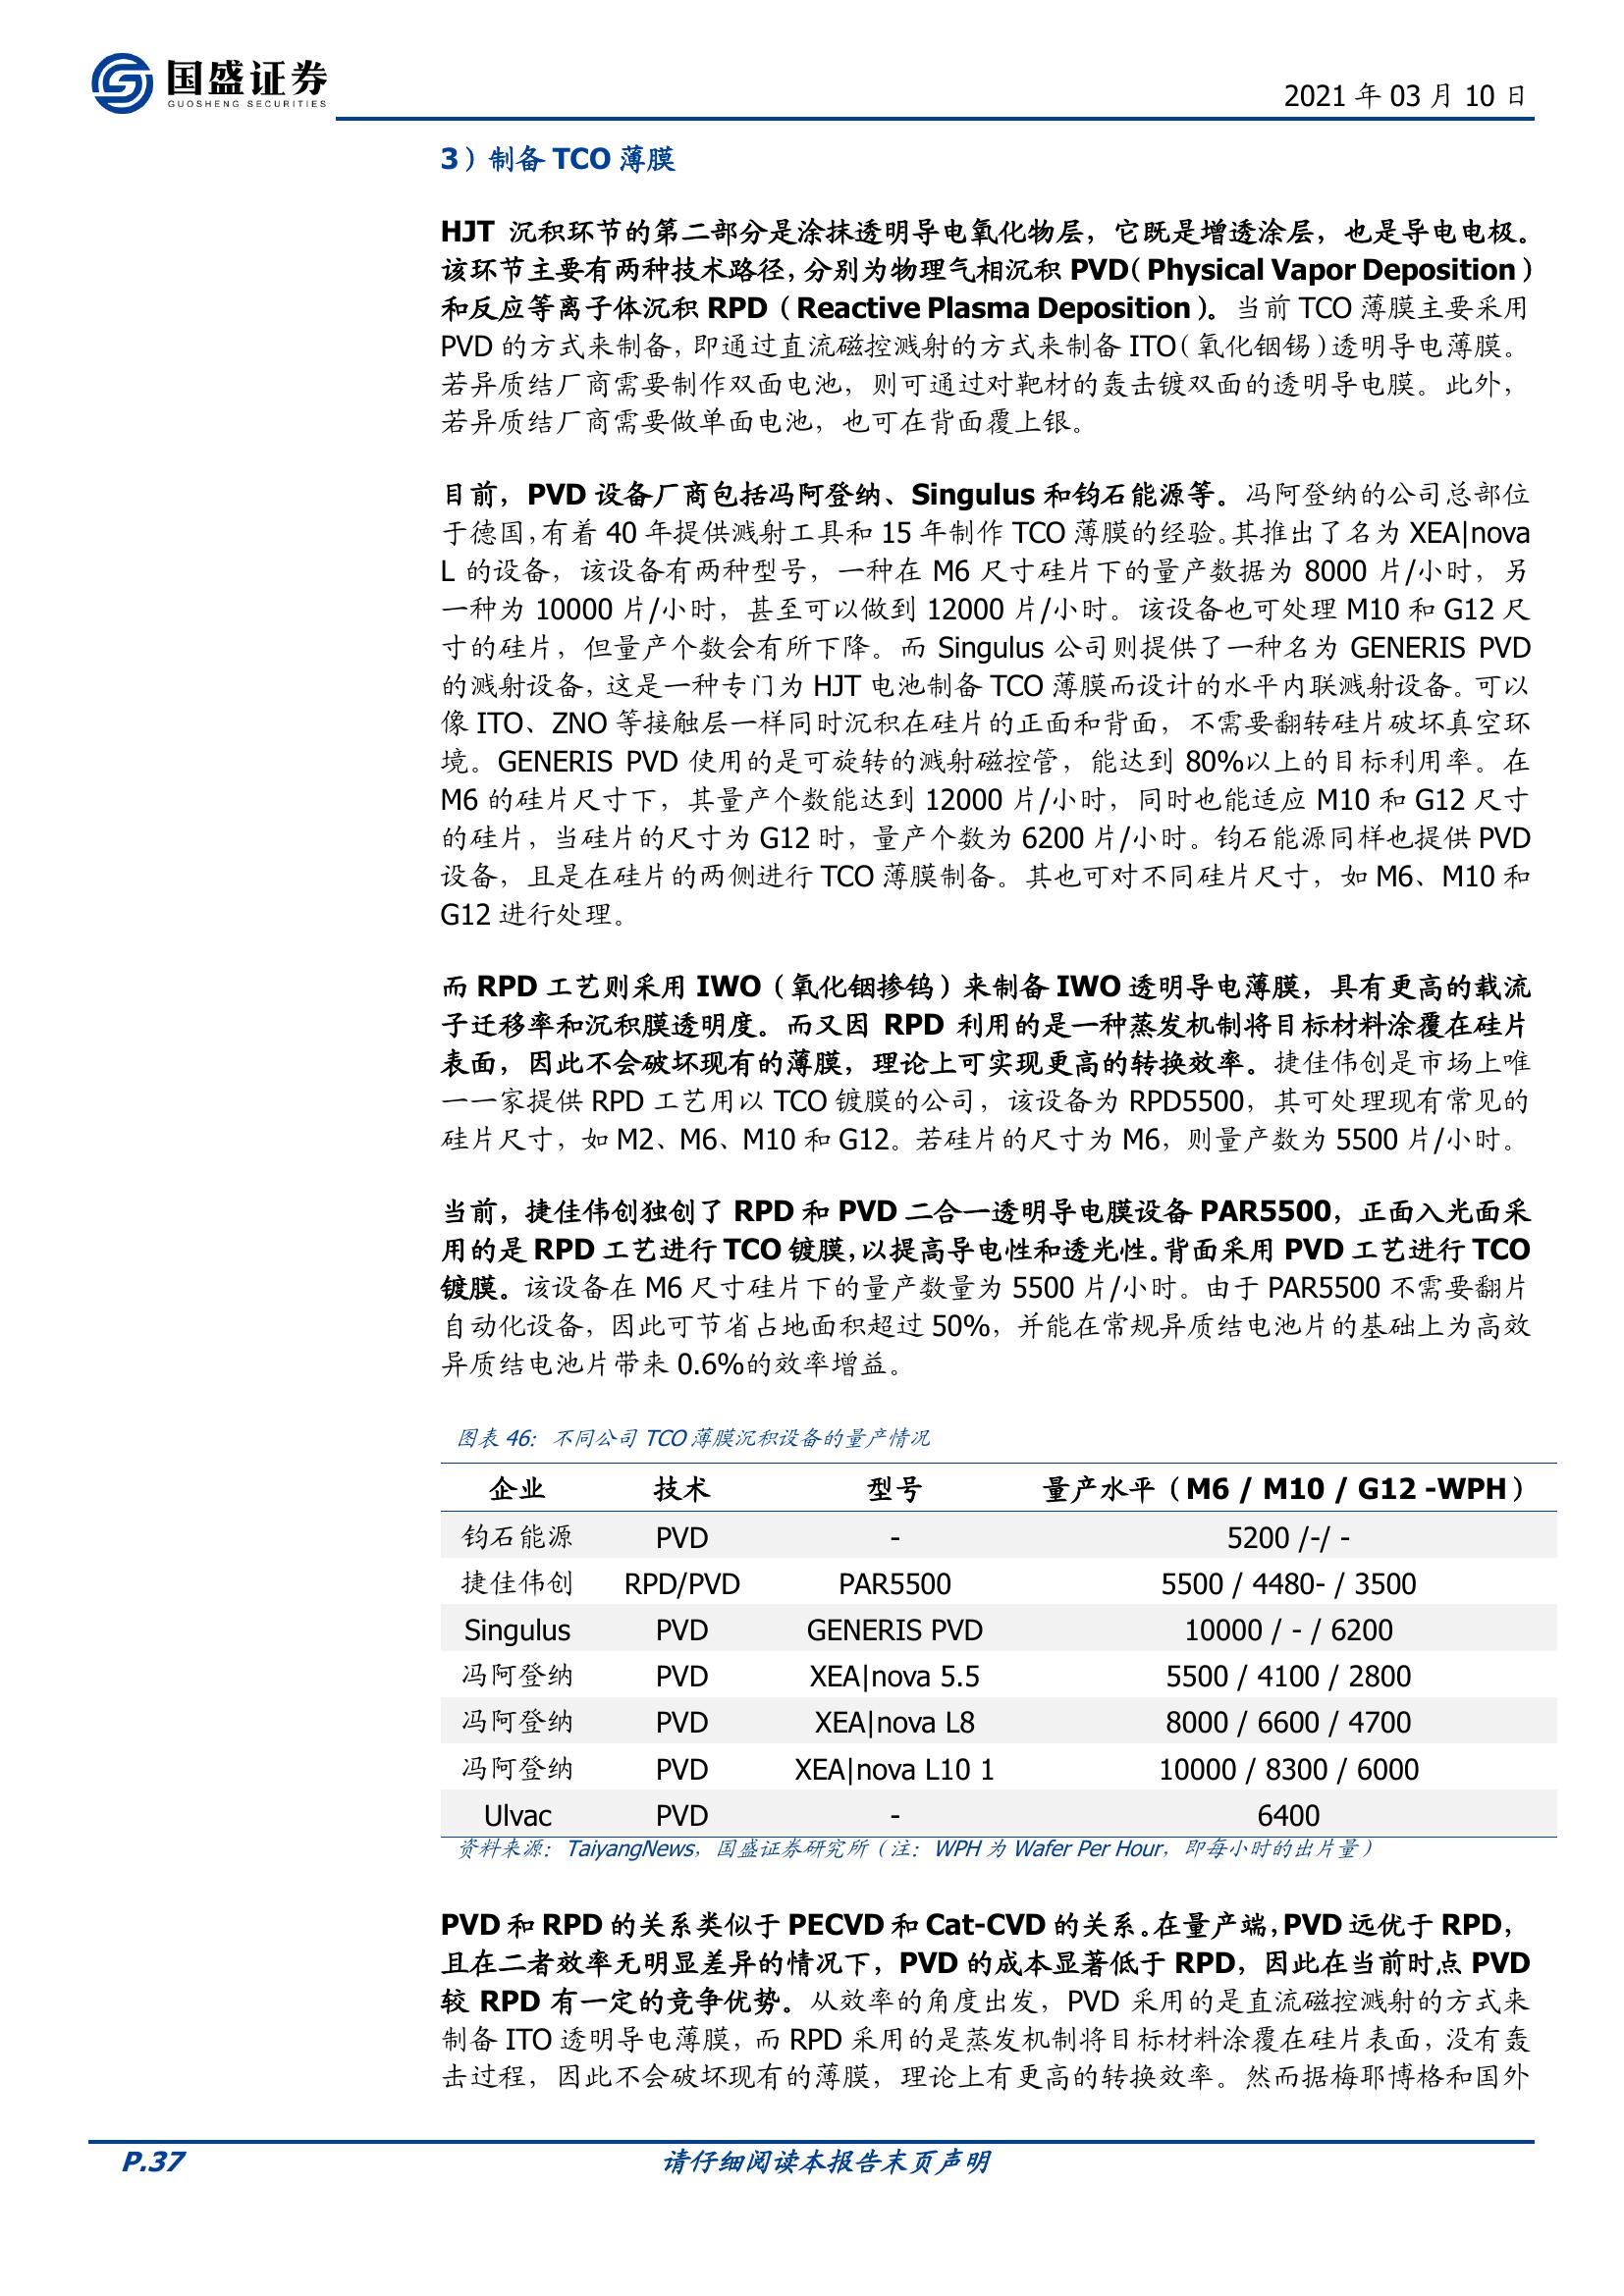 国盛证券
GUOSHENG SECURITIES
2021 年 03 月 10 日
3）制备 TCO 薄膜
HJT 沉积环节的第二部分是涂抹透明导电氧化物层，它既是增透涂层，也是导电电极。
该环节主要有两种技术路径，分别为物理气相沉积 PVD（Physical Vapor Deposition）
和反应等离子体沉积 RPD（Reactive Plasma Deposition）。当前 TCO 薄膜主要采用
PVD 的方式来制备，即通过直流磁控溅射的方式来制备 ITO（氧化铟锡）透明导电薄膜。
若异质结厂商需要制作双面电池，则可通过对靶材的轰击镀双面的透明导电膜。此外，
若异质结厂商需要做单面电池，也可在背面覆上银。
目前，PVD 设备厂商包括冯阿登纳、Singulus 和钧石能源等。冯阿登纳的公司总部位
于德国，有着 40 年提供溅射工具和 15 年制作 TCO 薄膜的经验。其推出了名为 XEA|nova
L 的设备，该设备有两种型号，一种在 M6 尺寸硅片下的量产数据为 8000 片/小时，另
一种为 10000 片/小时，甚至可以做到 12000 片/小时。该设备也可处理 M10 和 G12 尺
寸的硅片，但量产个数会有所下降。而 Singulus 公司则提供了一种名为 GENERIS PVD
的溅射设备，这是一种专门为 HJT 电池制备 TCO 薄膜而设计的水平内联溅射设备。可以
像 ITO、ZNO 等接触层一样同时沉积在硅片的正面和背面，不需要翻转硅片破坏真空环
境。GENERIS PVD 使用的是可旋转的溅射磁控管，能达到 80%以上的目标利用率。在
M6 的硅片尺寸下，其量产个数能达到 12000 片/小时，同时也能适应 M10 和 G12 尺寸
的硅片，当硅片的尺寸为 G12 时，量产个数为 6200 片/小时。钧石能源同样也提供 PVD
设备，且是在硅片的两侧进行 TCO 薄膜制备。其也可对不同硅片尺寸，如 M6、M10 和
G12 进行处理。
而 RPD 工艺则采用 IWO（氧化铟掺钨）来制备 IWO 透明导电薄膜，具有更高的载流
子迁移率和沉积膜透明度。而又因 RPD 利用的是一种蒸发机制将目标材料涂覆在硅片
表面，因此不会破坏现有的薄膜，理论上可实现更高的转换效率。捷佳伟创是市场上唯
一一家提供 RPD 工艺用以 TCO 镀膜的公司，该设备为 RPD5500，其可处理现有常见的
硅片尺寸，如 M2、M6、M10 和 G12。若硅片的尺寸为 M6，则量产数为 5500 片/小时。
当前，捷佳伟创独创了 RPD 和 PVD 二合一透明导电膜设备 PAR5500，正面入光面采
用的是 RPD 工艺进行 TCO 镀膜，以提高导电性和透光性。背面采用 PVD 工艺进行 TCO
镀膜。该设备在 M6 尺寸硅片下的量产数量为 5500 片/小时。由于 PAR5500 不需要翻片
自动化设备，因此可节省占地面积超过 50%，并能在常规异质结电池片的基础上为高效
异质结电池片带来 0.6%的效率增益。
图表 46：不同公司 TCO 薄膜沉积设备的量产情况
企业 技术 型号 量产水平（M6 / M10 / G12 -WPH）
钧石能源 PVD - 5200 /-/ -
捷佳伟创 RPD/PVD PAR5500 5500 / 4480- / 3500
Singulus PVD GENERIS PVD 10000 / - / 6200
冯阿登纳 PVD XEA|nova 5.5 5500 / 4100 / 2800
冯阿登纳 PVD XEA|nova L8 8000 / 6600 / 4700
冯阿登纳 PVD XEA|nova L10 1 10000 / 8300 / 6000
Ulvac PVD - 6400
资料来源：TaiyangNews，国盛证券研究所（注：WPH 为 Wafer Per Hour，即每小时的出片量）
PVD 和 RPD 的关系类似于 PECVD 和 Cat-CVD 的关系。在量产端，PVD 远优于 RPD，
且在二者效率无明显差异的情况下，PVD 的成本显著低于 RPD，因此在当前时点 PVD
较 RPD 有一定的竞争优势。从效率的角度出发，PVD 采用的是直流磁控溅射的方式来
制备 ITO 透明导电薄膜，而 RPD 采用的是蒸发机制将目标材料涂覆在硅片表面，没有轰
击过程，因此不会破坏现有的薄膜，理论上有更高的转换效率。然而据梅耶博格和国外
P.37
请仔细阅读本报告末页声明